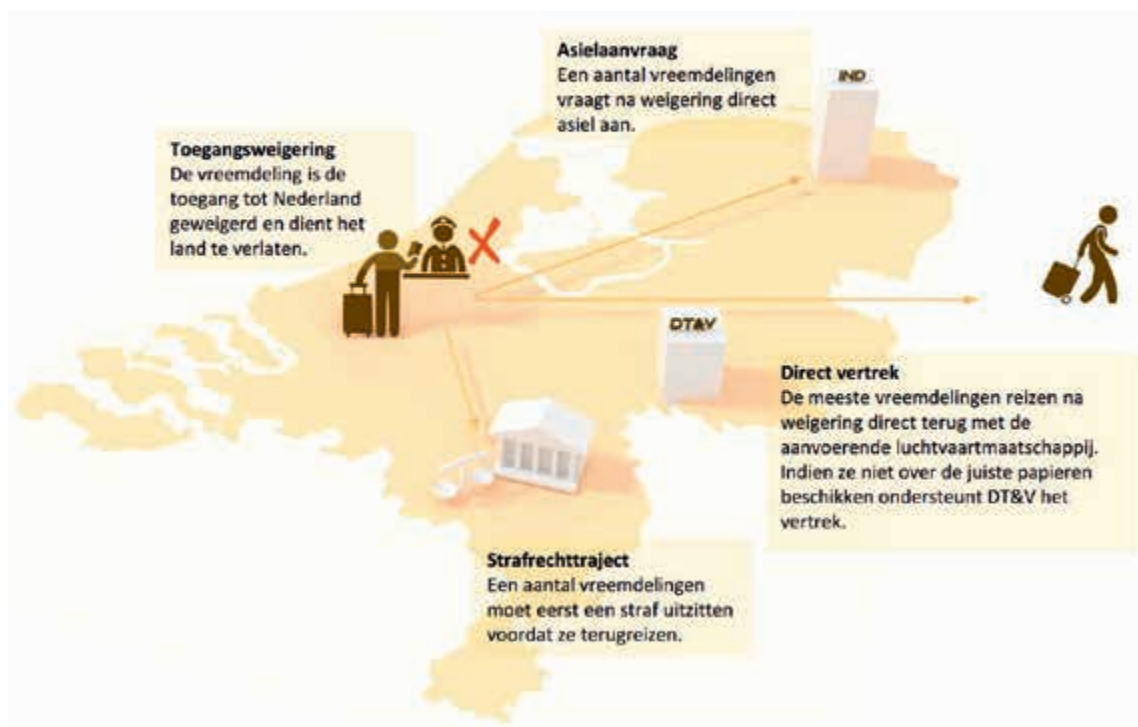 Asielaanvraag
Een aantal vreemdelingen
vraagt na weigering direct
asiel aan.
IND
Toegangsweigering
De vreemdeling is de
toegang tot Nederland
geweigerd en dient het
land te verlaten.
DT&V
Direct vertrek
De meeste vreemdelingen reizen na
weigering direct terug met de
aanvoerende luchtvaartmaatschappij.
Indien ze niet over de juiste papieren
beschikken ondersteunt DT&V het
vertrek.
Strafrechttraject
Een aantal vreemdelingen
moet eerst een straf uitzitten
voordat ze terugreizen.